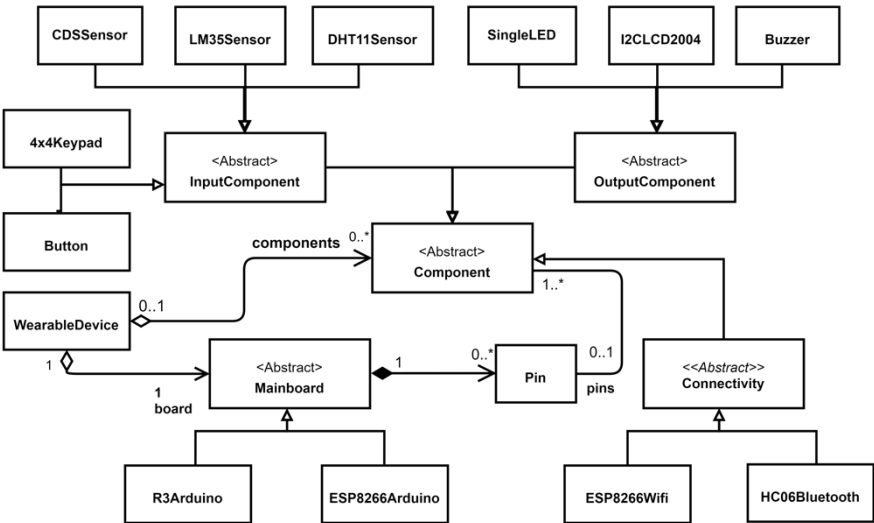 CDSSensor
LM35Sensor
DHT11Sensor
SingleLED
I2CLCD2004
Buzzer
4x4Keypad
<Abstract>
InputComponent
<Abstract>
OutputComponent
Button
components
0..*
<Abstract>
Component
1..*
WearableDevice
0..1
1
1
board
<Abstract>
Mainboard
1
0..*
Pin
0..1
pins
<<Abstract>>
Connectivity
R3Arduino
ESP8266Arduino
ESP8266Wifi
HC06Bluetooth